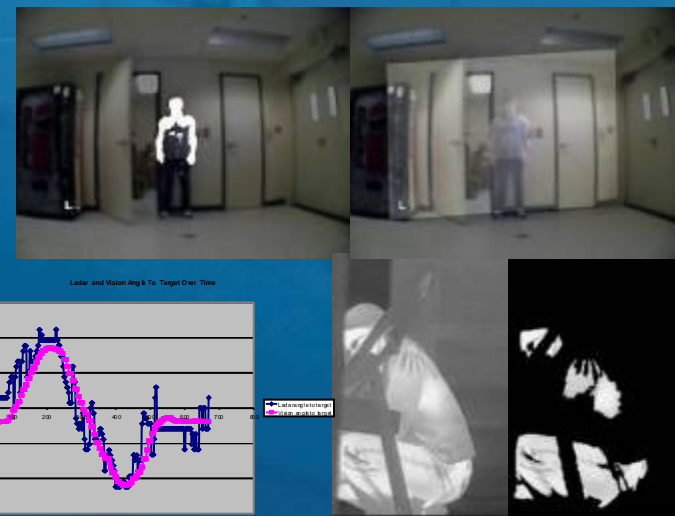 Ladar and Vision Angle To Target Over Time
200 400 500 600 700 800
Ladar angle to target
Vision angle to target